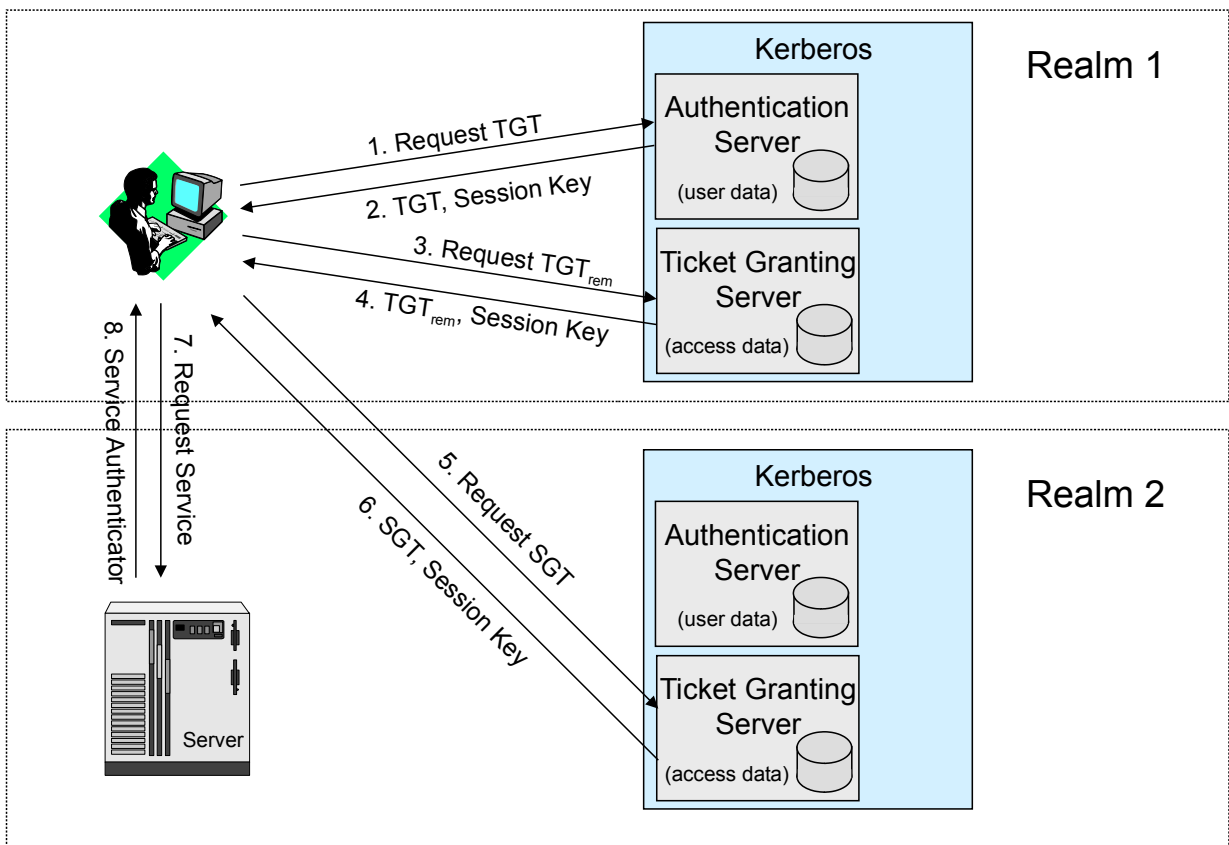 Kerberos
Realm 1
Authentication
Server
(user data)
1. Request TGT
2. TGT, Session Key
3. Request TGTrem
4. TGTrem, Session Key
Ticket Granting
Server
(access data)
8. Service Authenticator
7. Request Service
5. Request SGT
6. SGT, Session Key
Kerberos
Realm 2
Authentication
Server
(user data)
Ticket Granting
Server
(access data)
Server